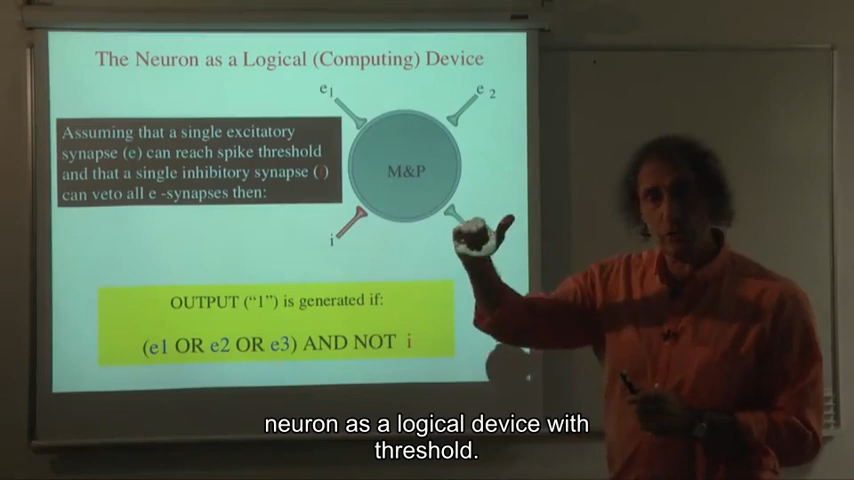 The Neuron as a Logical (Computing) Device
e1
e 2
Assuming that a single excitatory
synapse (e) can reach spike threshold
and that a single inhibitory synapse (i)
can veto all e -synapses then:
M&P
i
OUTPUT ("1") is generated if:
(e1 OR e2 OR e3) AND NOT i
neuron as a logical device with
threshold.